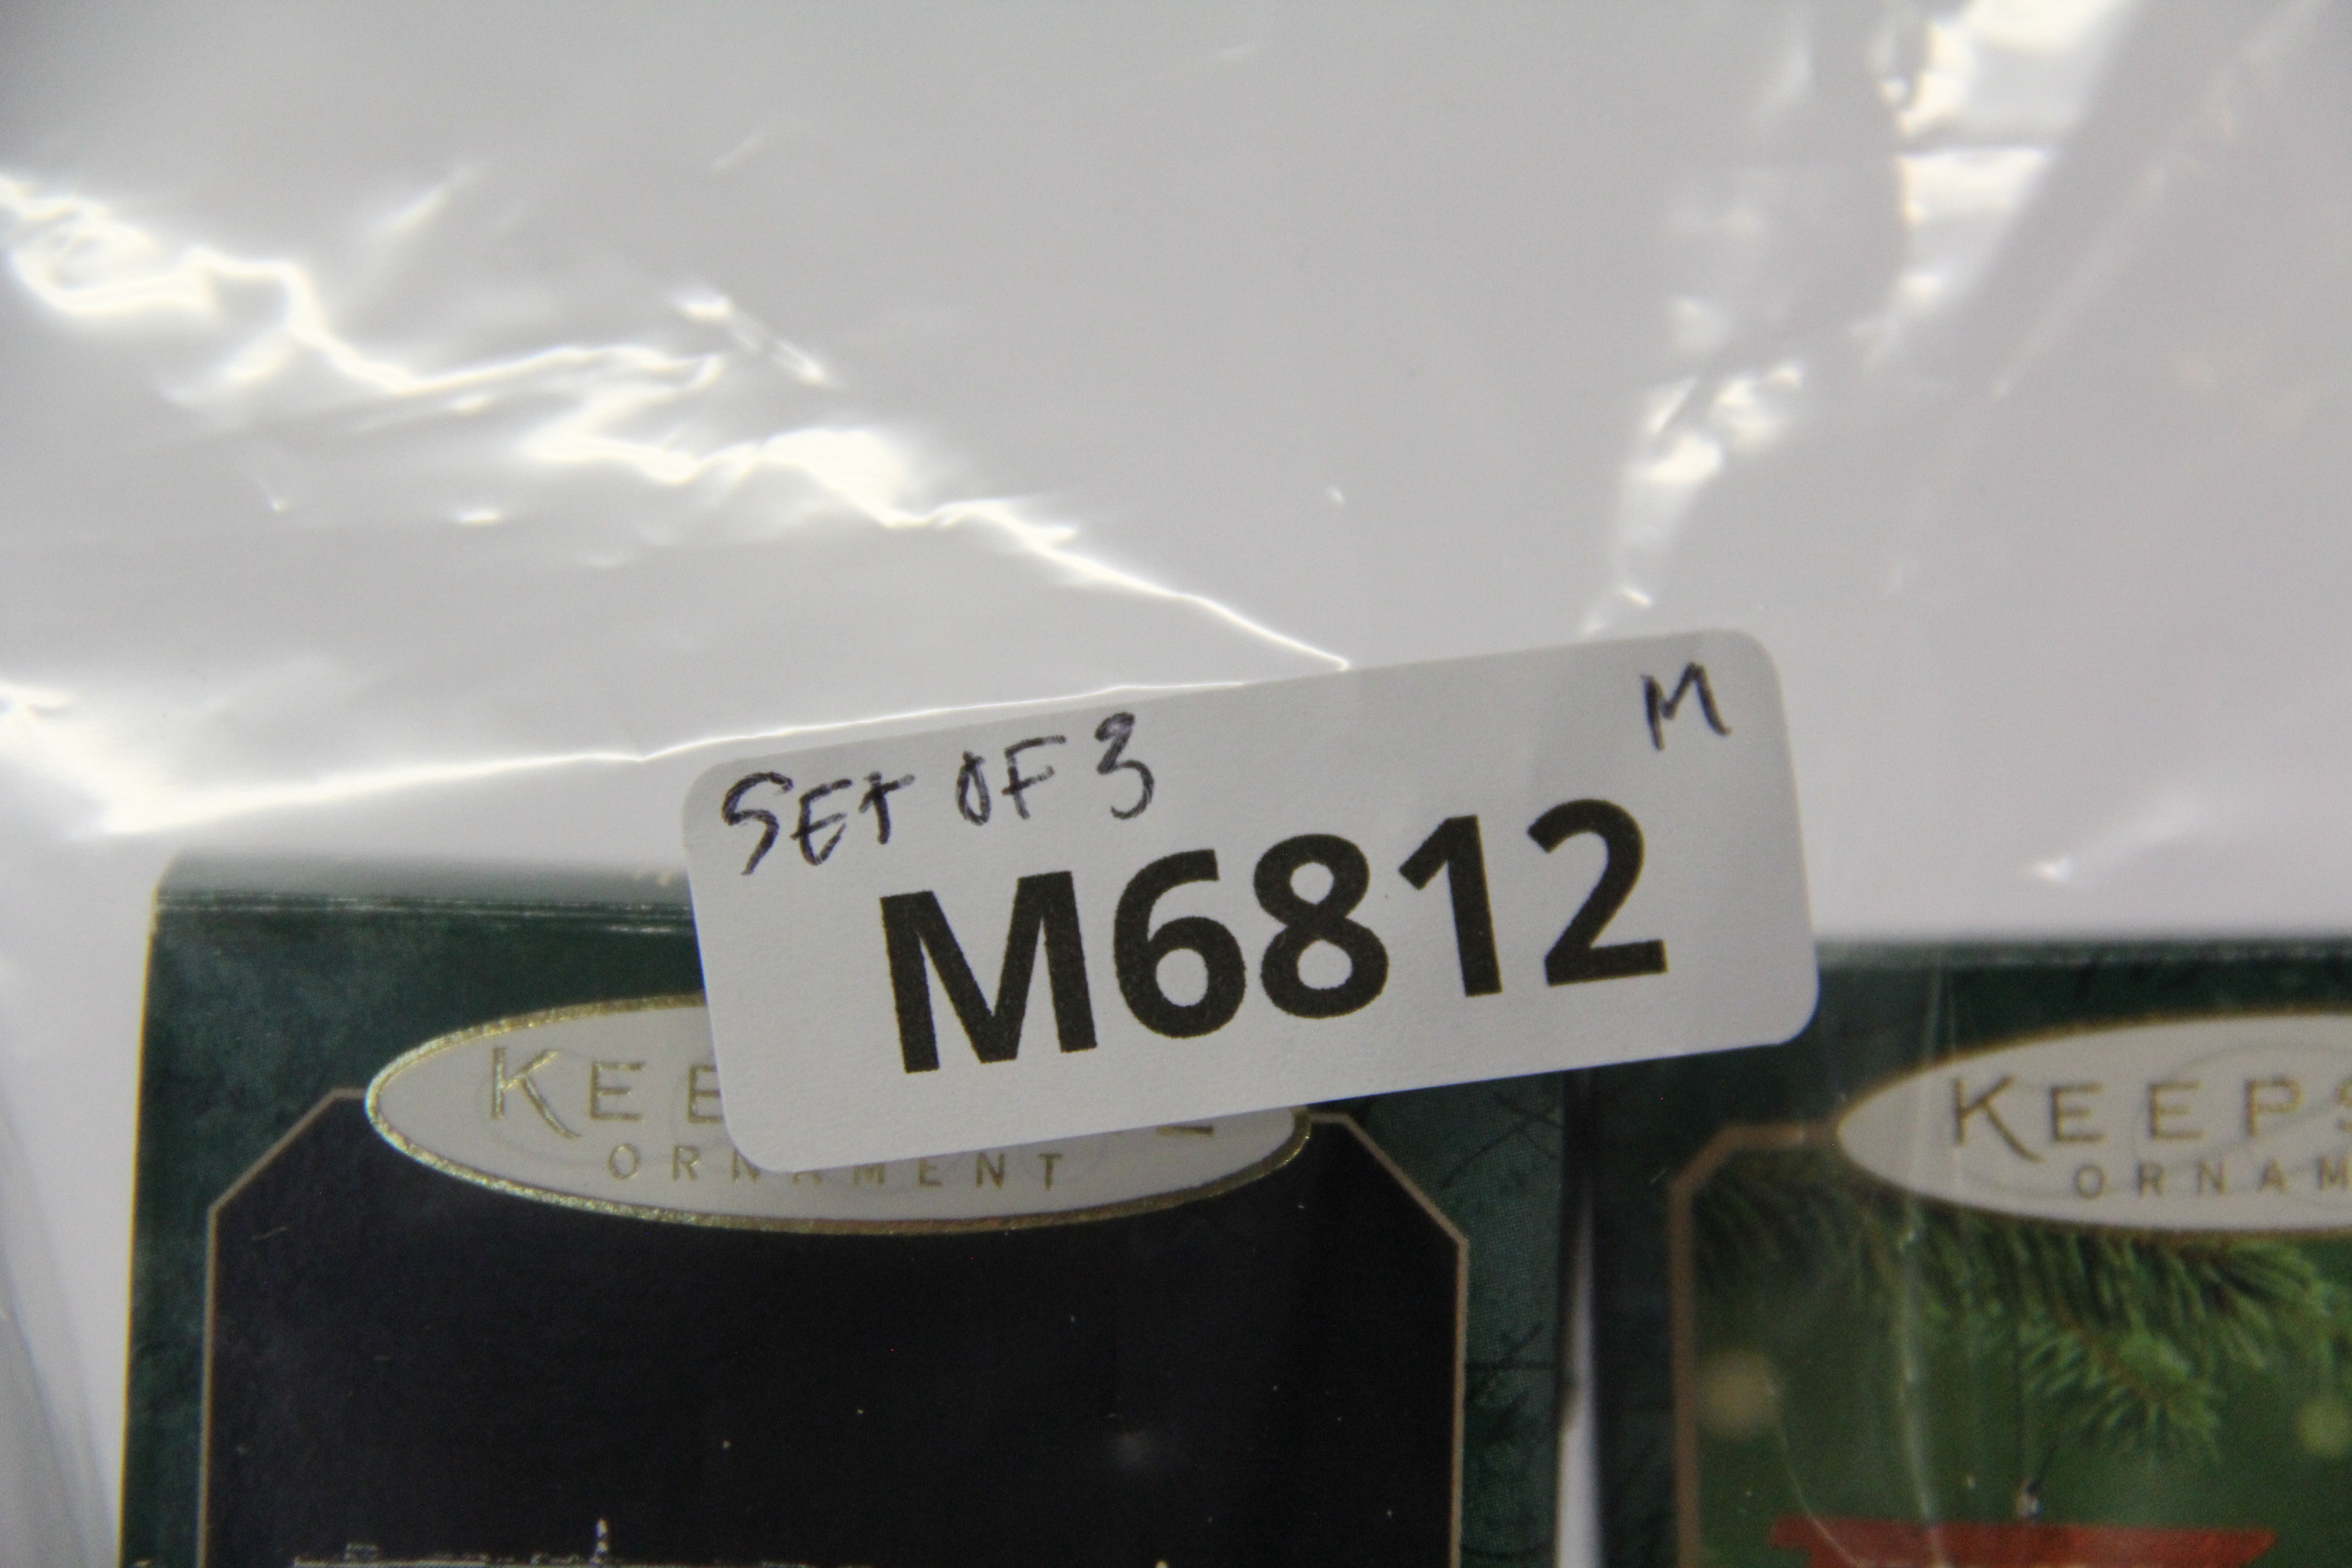 SET OF 3
M
M6812
KEE
ORNAMENT
KEEPS
ORNAM